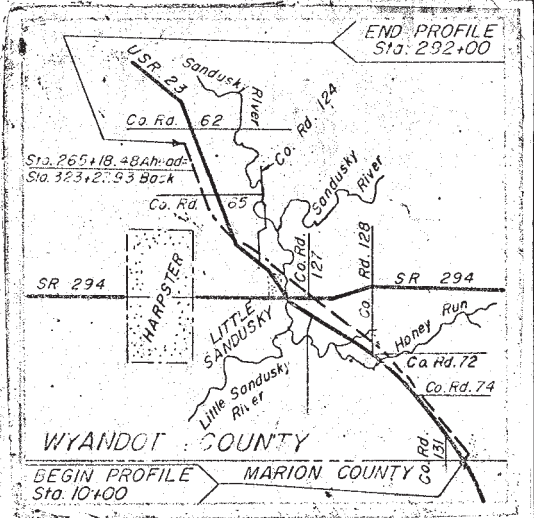 END PROFILE
Sta. 292+00
USR 23
Sandusky
River
Co. Rd. 124
Co. Rd. 62
Sta. 265+18.48 Ahead=
Sta. 323+27.93 Back
Co. Rd. 65
Sandusky
River
Co. Rd.
127
Co. Rd. 128
SR 294
HARPSTER
LITTLE
SANDUSKY
Honey Run
Co. Rd. 72
Co. Rd. 74
Little Sandusky
River
Co. Rd.
131
WYANDOT COUNTY
MARION COUNTY
BEGIN PROFILE
Sta. 10+00